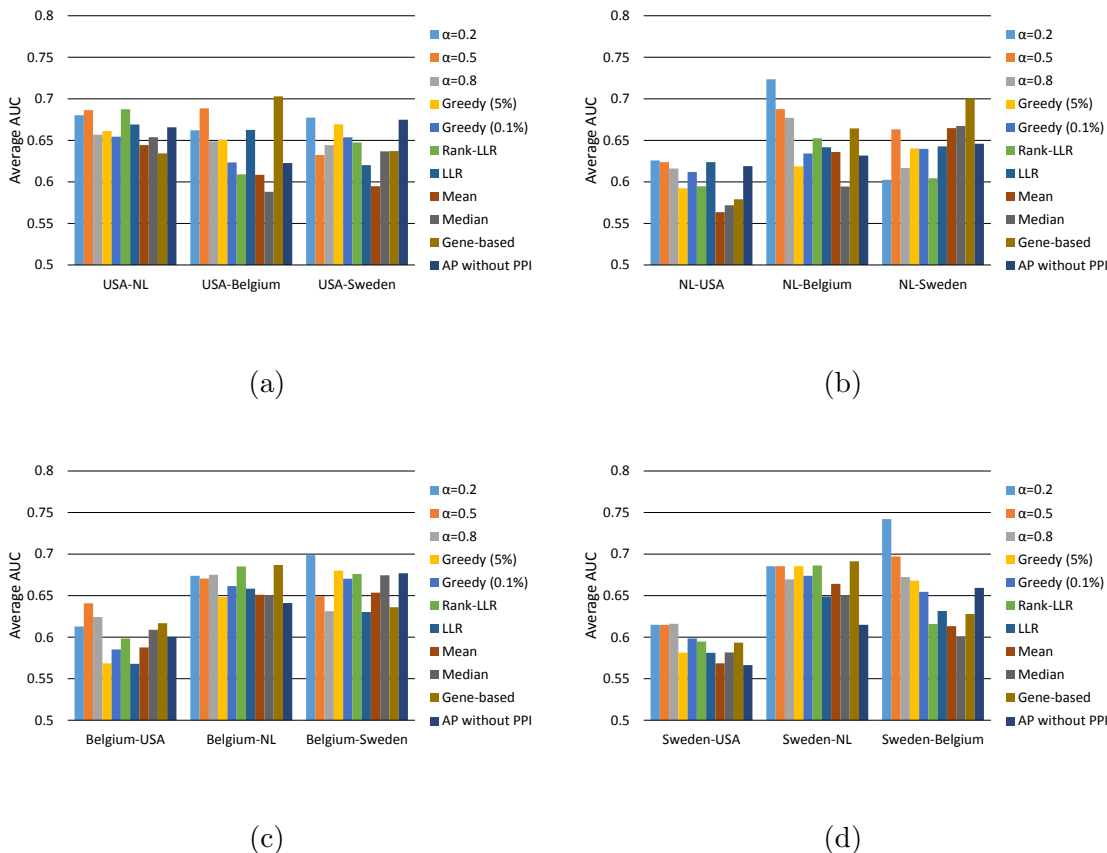 0.8
0.75
0.7
0.65
0.6
0.55
0.5
Average AUC
USA-NL USA-Belgium USA-Sweden
α=0.2
α=0.5
α=0.8
Greedy (5%)
Greedy (0.1%)
Rank-LLR
LLR
Mean
Median
Gene-based
AP without PPI
(a)
0.8
0.75
0.7
0.65
0.6
0.55
0.5
Average AUC
NL-USA NL-Belgium NL-Sweden
α=0.2
α=0.5
α=0.8
Greedy (5%)
Greedy (0.1%)
Rank-LLR
LLR
Mean
Median
Gene-based
AP without PPI
(b)
0.8
0.75
0.7
0.65
0.6
0.55
0.5
Average AUC
Belgium-USA Belgium-NL Belgium-Sweden
α=0.2
α=0.5
α=0.8
Greedy (5%)
Greedy (0.1%)
Rank-LLR
LLR
Mean
Median
Gene-based
AP without PPI
(c)
0.8
0.75
0.7
0.65
0.6
0.55
0.5
Average AUC
Sweden-USA Sweden-NL Sweden-Belgium
α=0.2
α=0.5
α=0.8
Greedy (5%)
Greedy (0.1%)
Rank-LLR
LLR
Mean
Median
Gene-based
AP without PPI
(d)